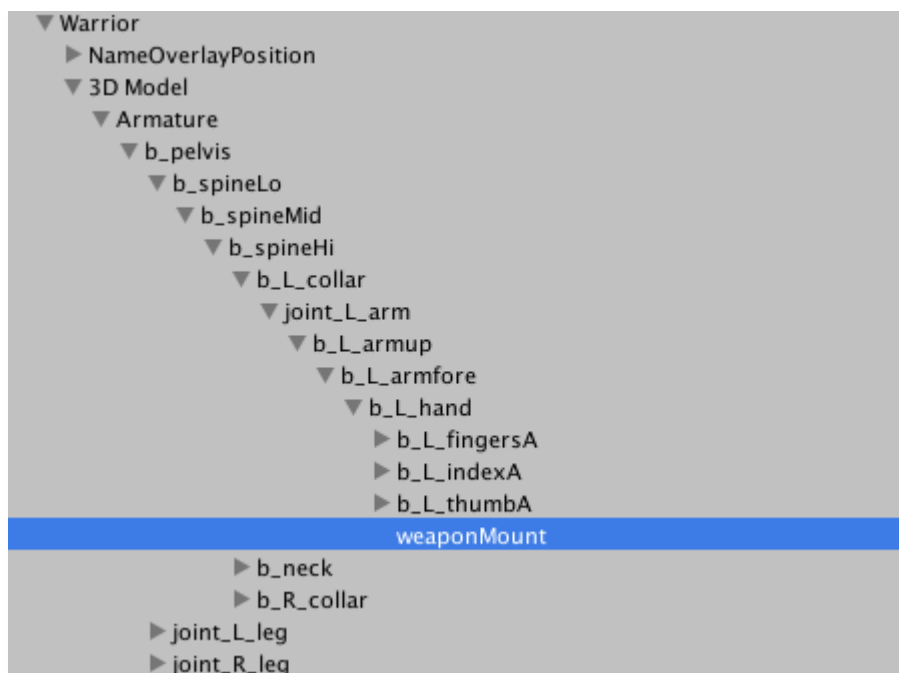 Warrior
NameOverlayPosition
3D Model
Armature
b_pelvis
b_spineLo
b_spineMid
b_spineHi
b_L_collar
joint_L_arm
b_L_armup
b_L_armfore
b_L_hand
b_L_fingersA
b_L_indexA
b_L_thumbA
weaponMount
b_neck
b_R_collar
joint_L_leg
joint_R_leg